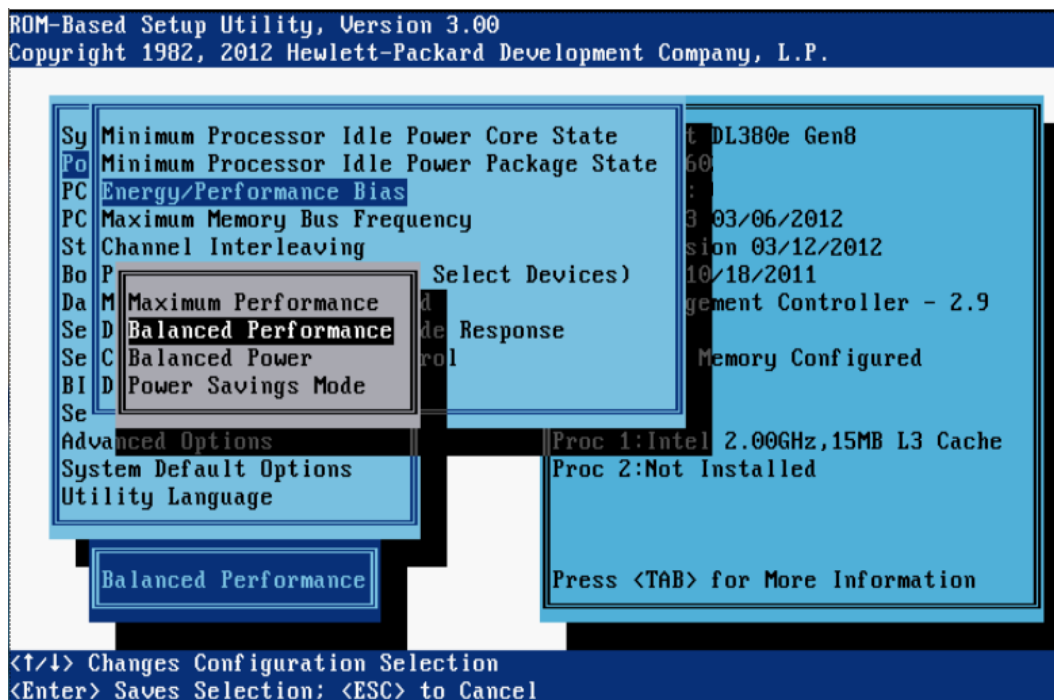 ROM-Based Setup Utility, Version 3.00
Copyright 1982, 2012 Hewlett-Packard Development Company, L.P.
Sy
Minimum Processor Idle Power Core State
t DL380e Gen8
Po
Minimum Processor Idle Power Package State
60
PC
Energy/Performance Bias
:
PC
Maximum Memory Bus Frequency
3 03/06/2012
St
Channel Interleaving
sion 03/12/2012
Bo
P
Select Devices)
10/18/2011
Da
M
Maximum Performance
d
gement Controller - 2.9
Se
D
Balanced Performance
de Response
Se
C
Balanced Power
rol
Memory Configured
BI
D
Power Savings Mode
Se
Advanced Options
Proc 1:Intel 2.00GHz,15MB L3 Cache
System Default Options
Proc 2:Not Installed
Utility Language
Balanced Performance
Press <TAB> for More Information
<↑/↓> Changes Configuration Selection
<Enter> Saves Selection; <ESC> to Cancel